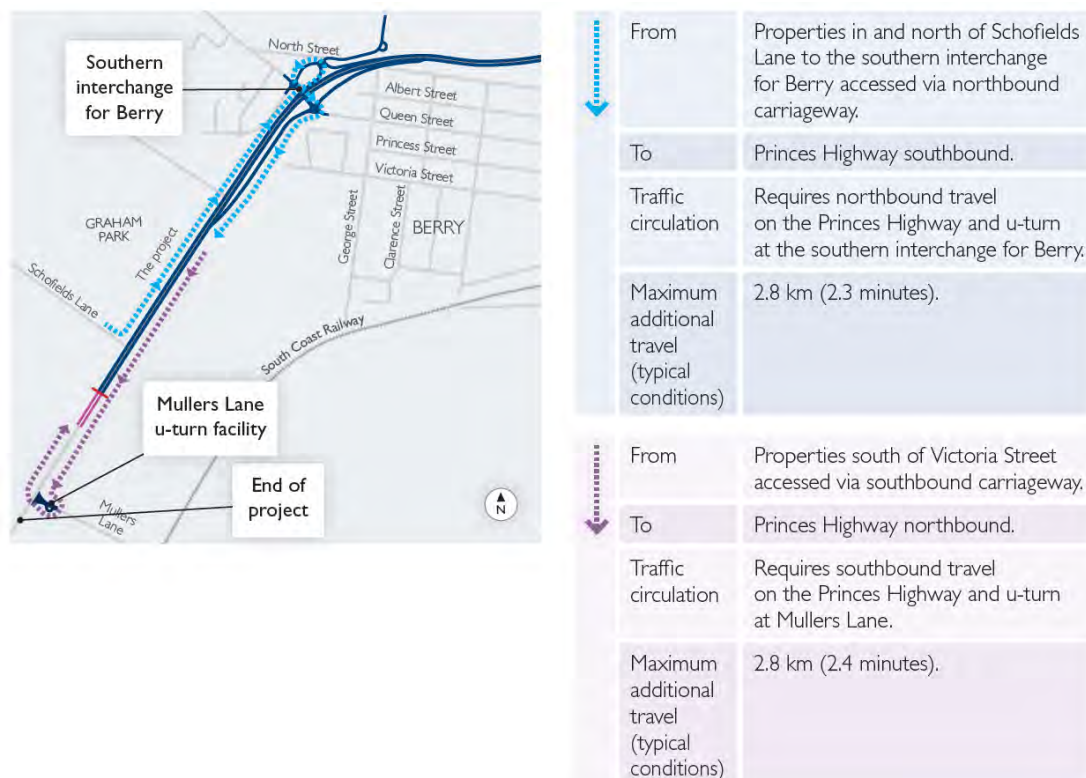 North Street
Southern
interchange
for Berry
Albert Street
Queen Street
Princess Street
Victoria Street
GRAHAM
PARK
The project
George Street
Clarence Street
BERRY
Schofields Lane
South Coast Railway
Mullers Lane
u-turn facility
End of
project
Mullers
Lane
N
From
Properties in and north of Schofields
Lane to the southern interchange
for Berry accessed via northbound
carriageway.
To
Princes Highway southbound.
Traffic
circulation
Requires northbound travel
on the Princes Highway and u-turn
at the southern interchange for Berry.
Maximum
additional
travel
(typical
conditions)
2.8 km (2.3 minutes).
From
Properties south of Victoria Street
accessed via southbound carriageway.
To
Princes Highway northbound.
Traffic
circulation
Requires southbound travel
on the Princes Highway and u-turn
at Mullers Lane.
Maximum
additional
travel
(typical
conditions)
2.8 km (2.4 minutes).